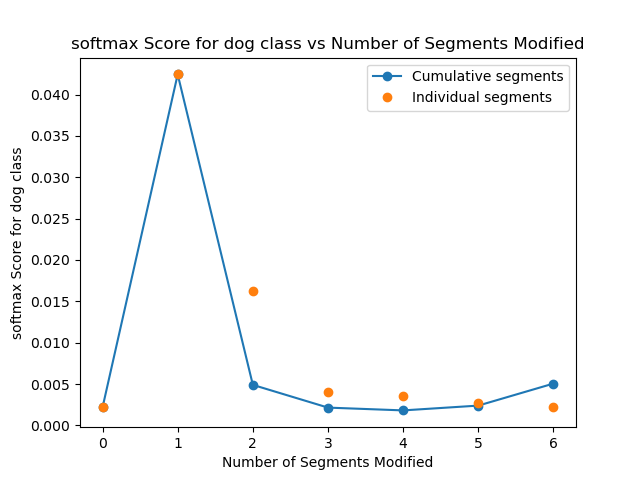 softmax Score for dog class vs Number of Segments Modified
Cumulative segments
Individual segments
softmax Score for dog class
0.040
0.035
0.030
0.025
0.020
0.015
0.010
0.005
0.000
0 1 2 3 4 5 6
Number of Segments Modified